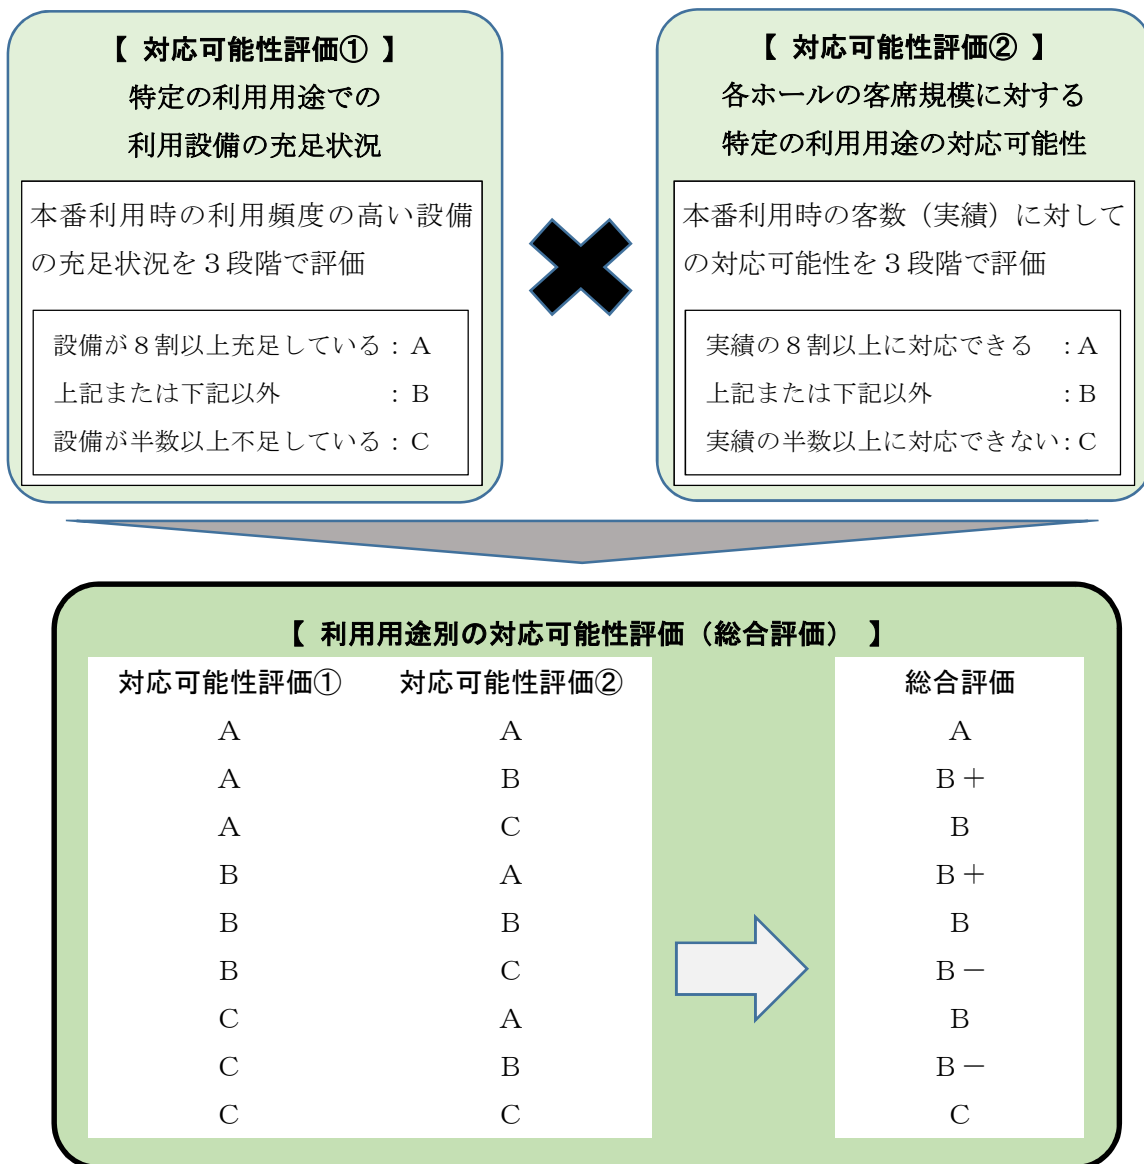 【 対応可能性評価① 】
特定の利用用途での
利用設備の充足状況
本番利用時の利用頻度の高い設備
の充足状況を３段階で評価
設備が８割以上充足している：Ａ
上記または下記以外　　　　：Ｂ
設備が半数以上不足している：Ｃ
【 対応可能性評価② 】
各ホールの客席規模に対する
特定の利用用途の対応可能性
本番利用時の客数（実績）に対して
の対応可能性を３段階で評価
実績の８割以上に対応できる　：Ａ
上記または下記以外　　　　　：Ｂ
実績の半数以上に対応できない：Ｃ
【 利用用途別の対応可能性評価（総合評価） 】
対応可能性評価① 対応可能性評価② 総合評価
Ａ Ａ Ａ
Ａ Ｂ Ｂ＋
Ａ Ｃ Ｂ
Ｂ Ａ Ｂ＋
Ｂ Ｂ Ｂ
Ｂ Ｃ Ｂ－
Ｃ Ａ Ｂ
Ｃ Ｂ Ｂ－
Ｃ Ｃ Ｃ